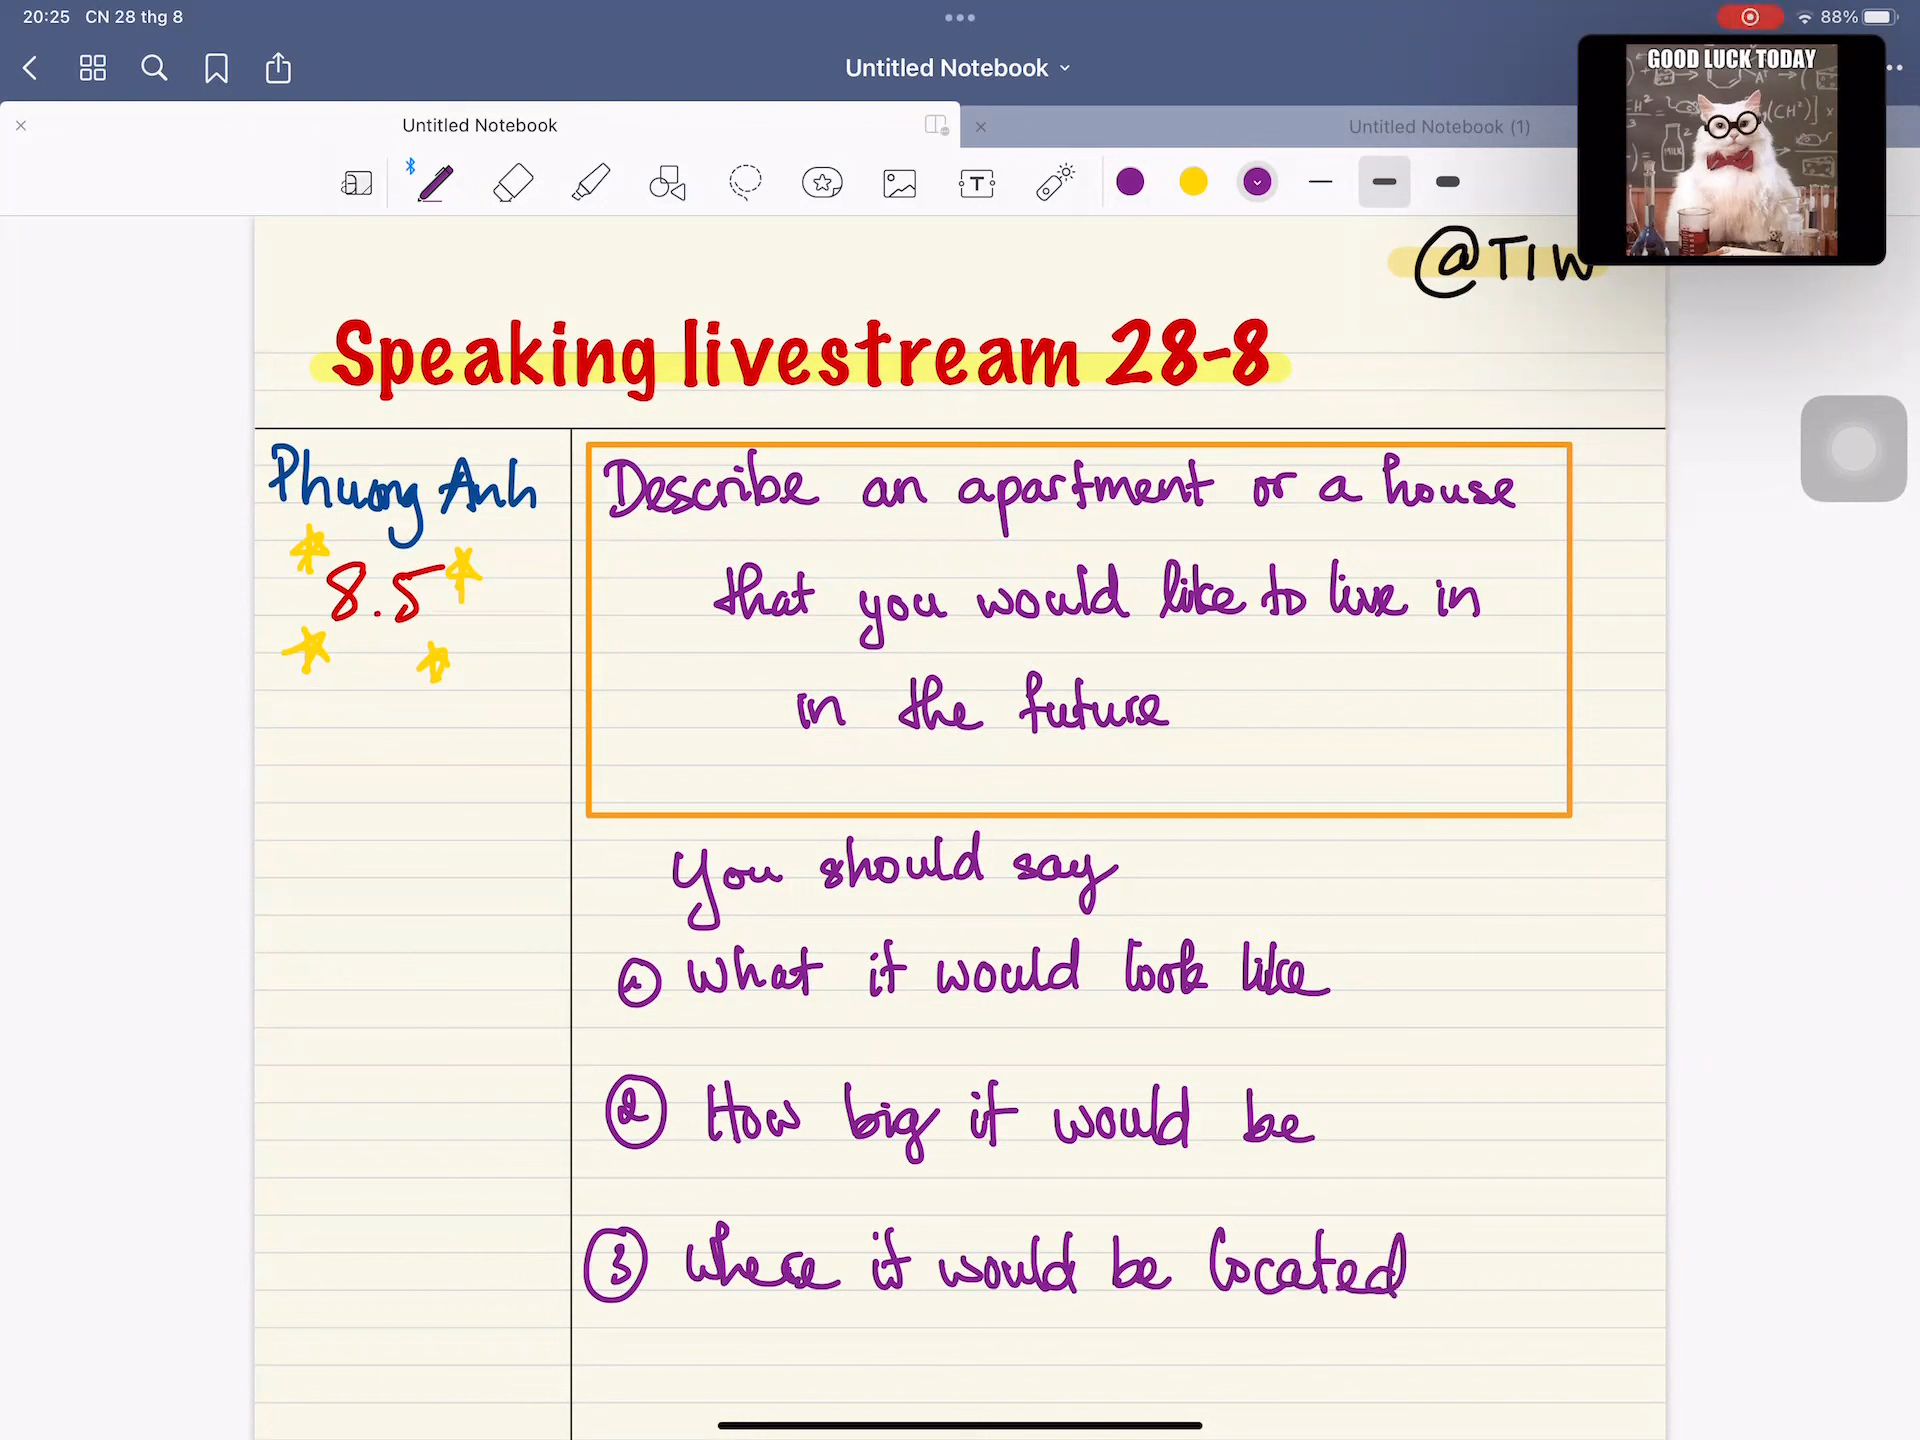 20:25 CN 28 thg 8
88%
Untitled Notebook
GOOD LUCK TODAY
Untitled Notebook
Untitled Notebook (1)
@TIW
Speaking livestream 28-8
Phuong Anh
8.5
Describe an apartment or a house
that you would like to live in
in the future
You should say
1 What it would look like
2 How big it would be
3 Where it would be located